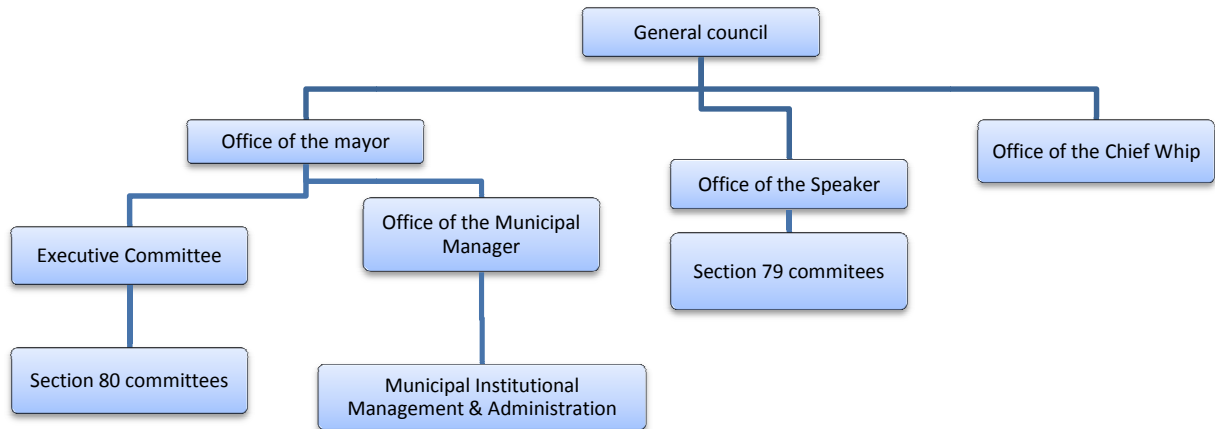 General council
Office of the mayor
Office of the Speaker
Office of the Chief Whip
Executive Committee
Office of the Municipal
Manager
Section 79 commitees
Section 80 committees
Municipal Institutional
Management & Administration